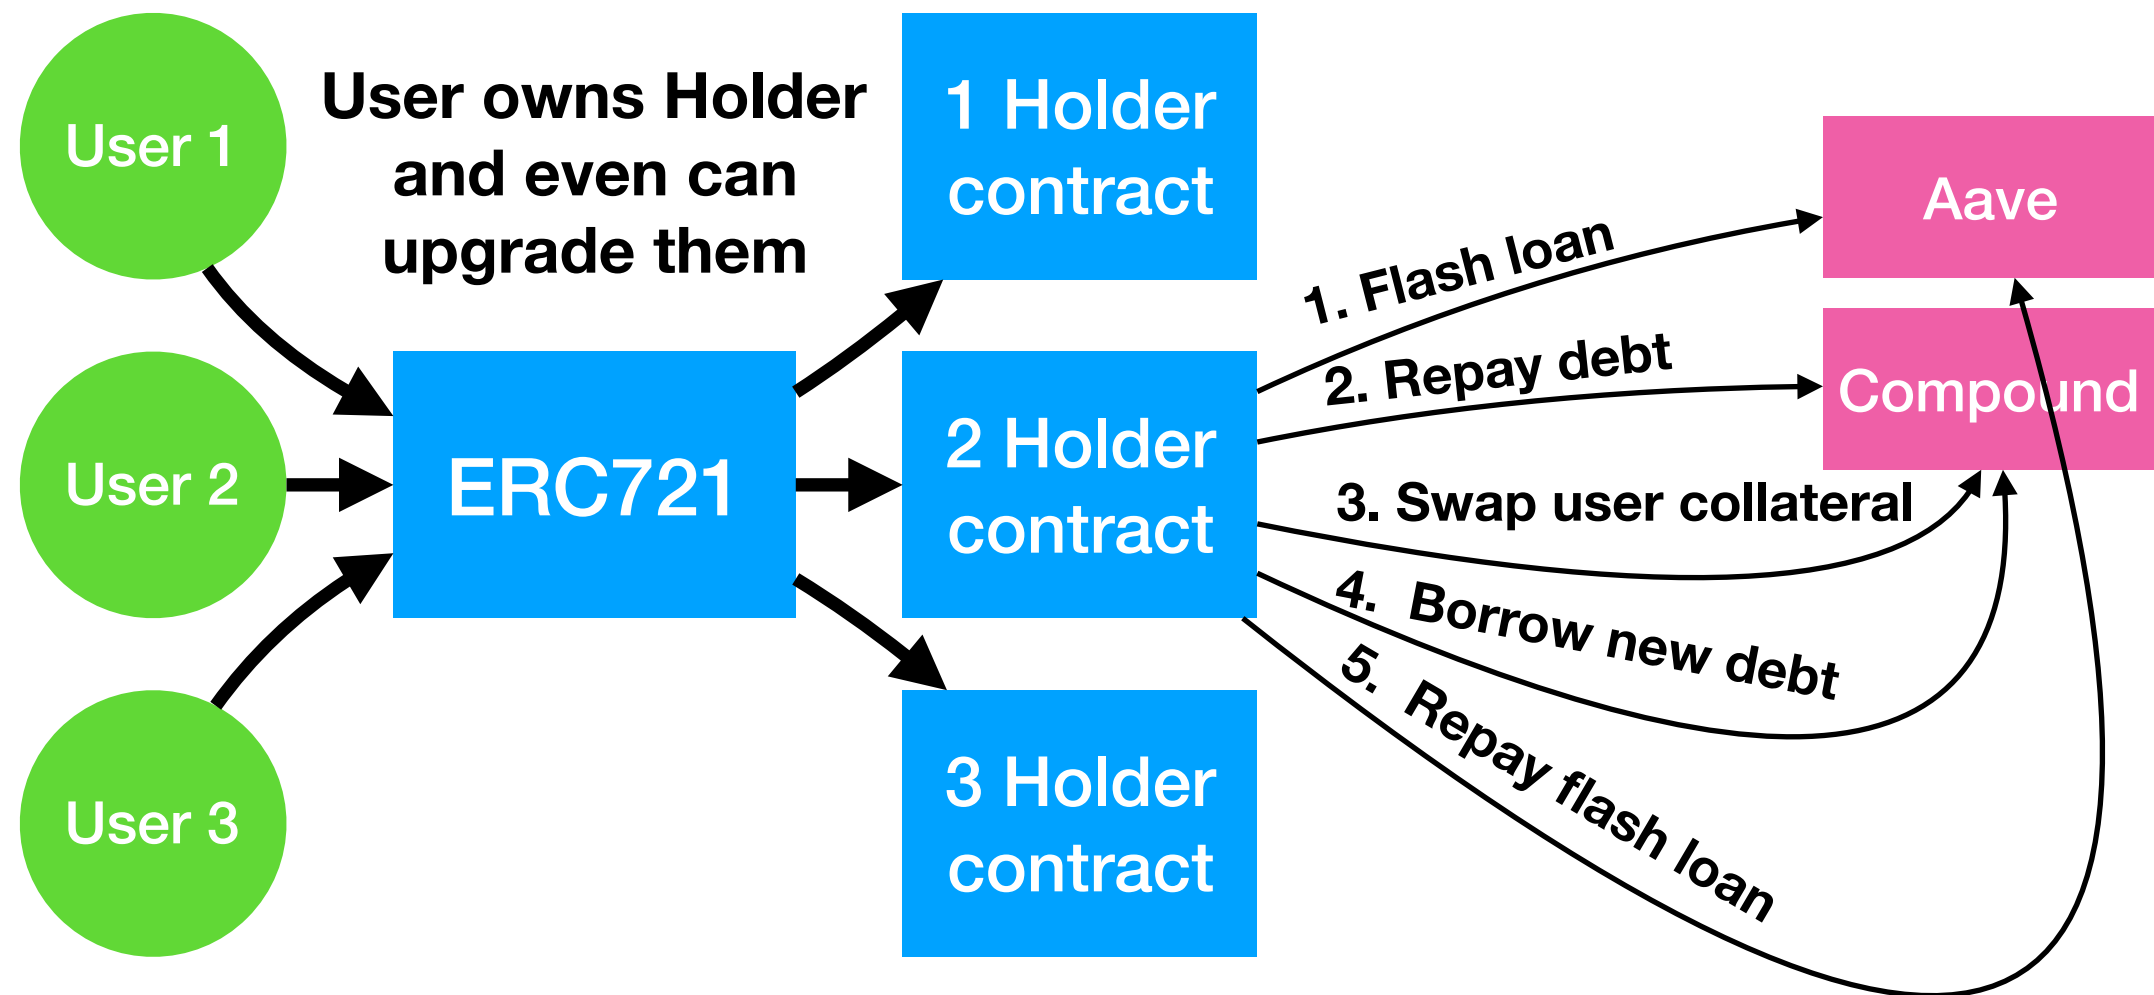 User 1
User owns Holder
and even can
upgrade them
1 Holder
contract
Aave
1. Flash loan
2. Repay debt
Compound
User 2
ERC721
2 Holder
contract
3. Swap user collateral
4. Borrow new debt
5. Repay flash loan
User 3
3 Holder
contract